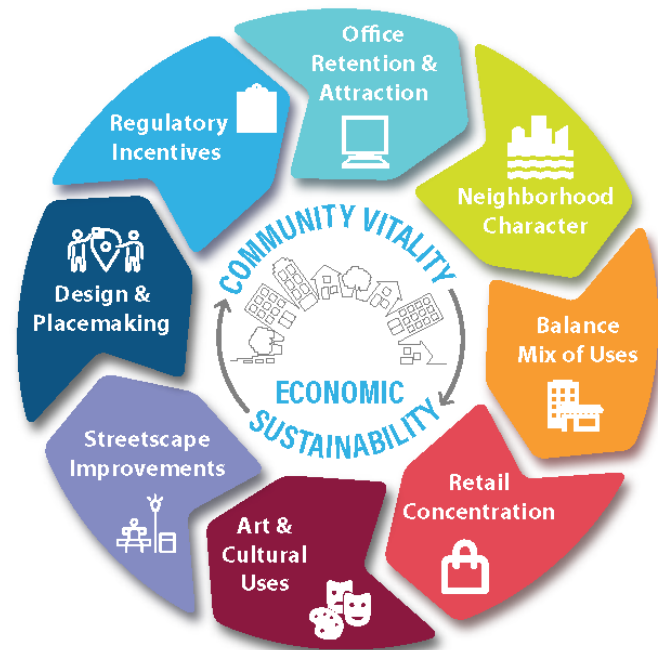 Office
Retention &
Attraction
Neighborhood
Character
Balance
Mix of Uses
Retail
Concentration
Art &
Cultural
Uses
Streetscape
Improvements
Design &
Placemaking
Regulatory
Incentives
COMMUNITY VITALITY
ECONOMIC
SUSTAINABILITY